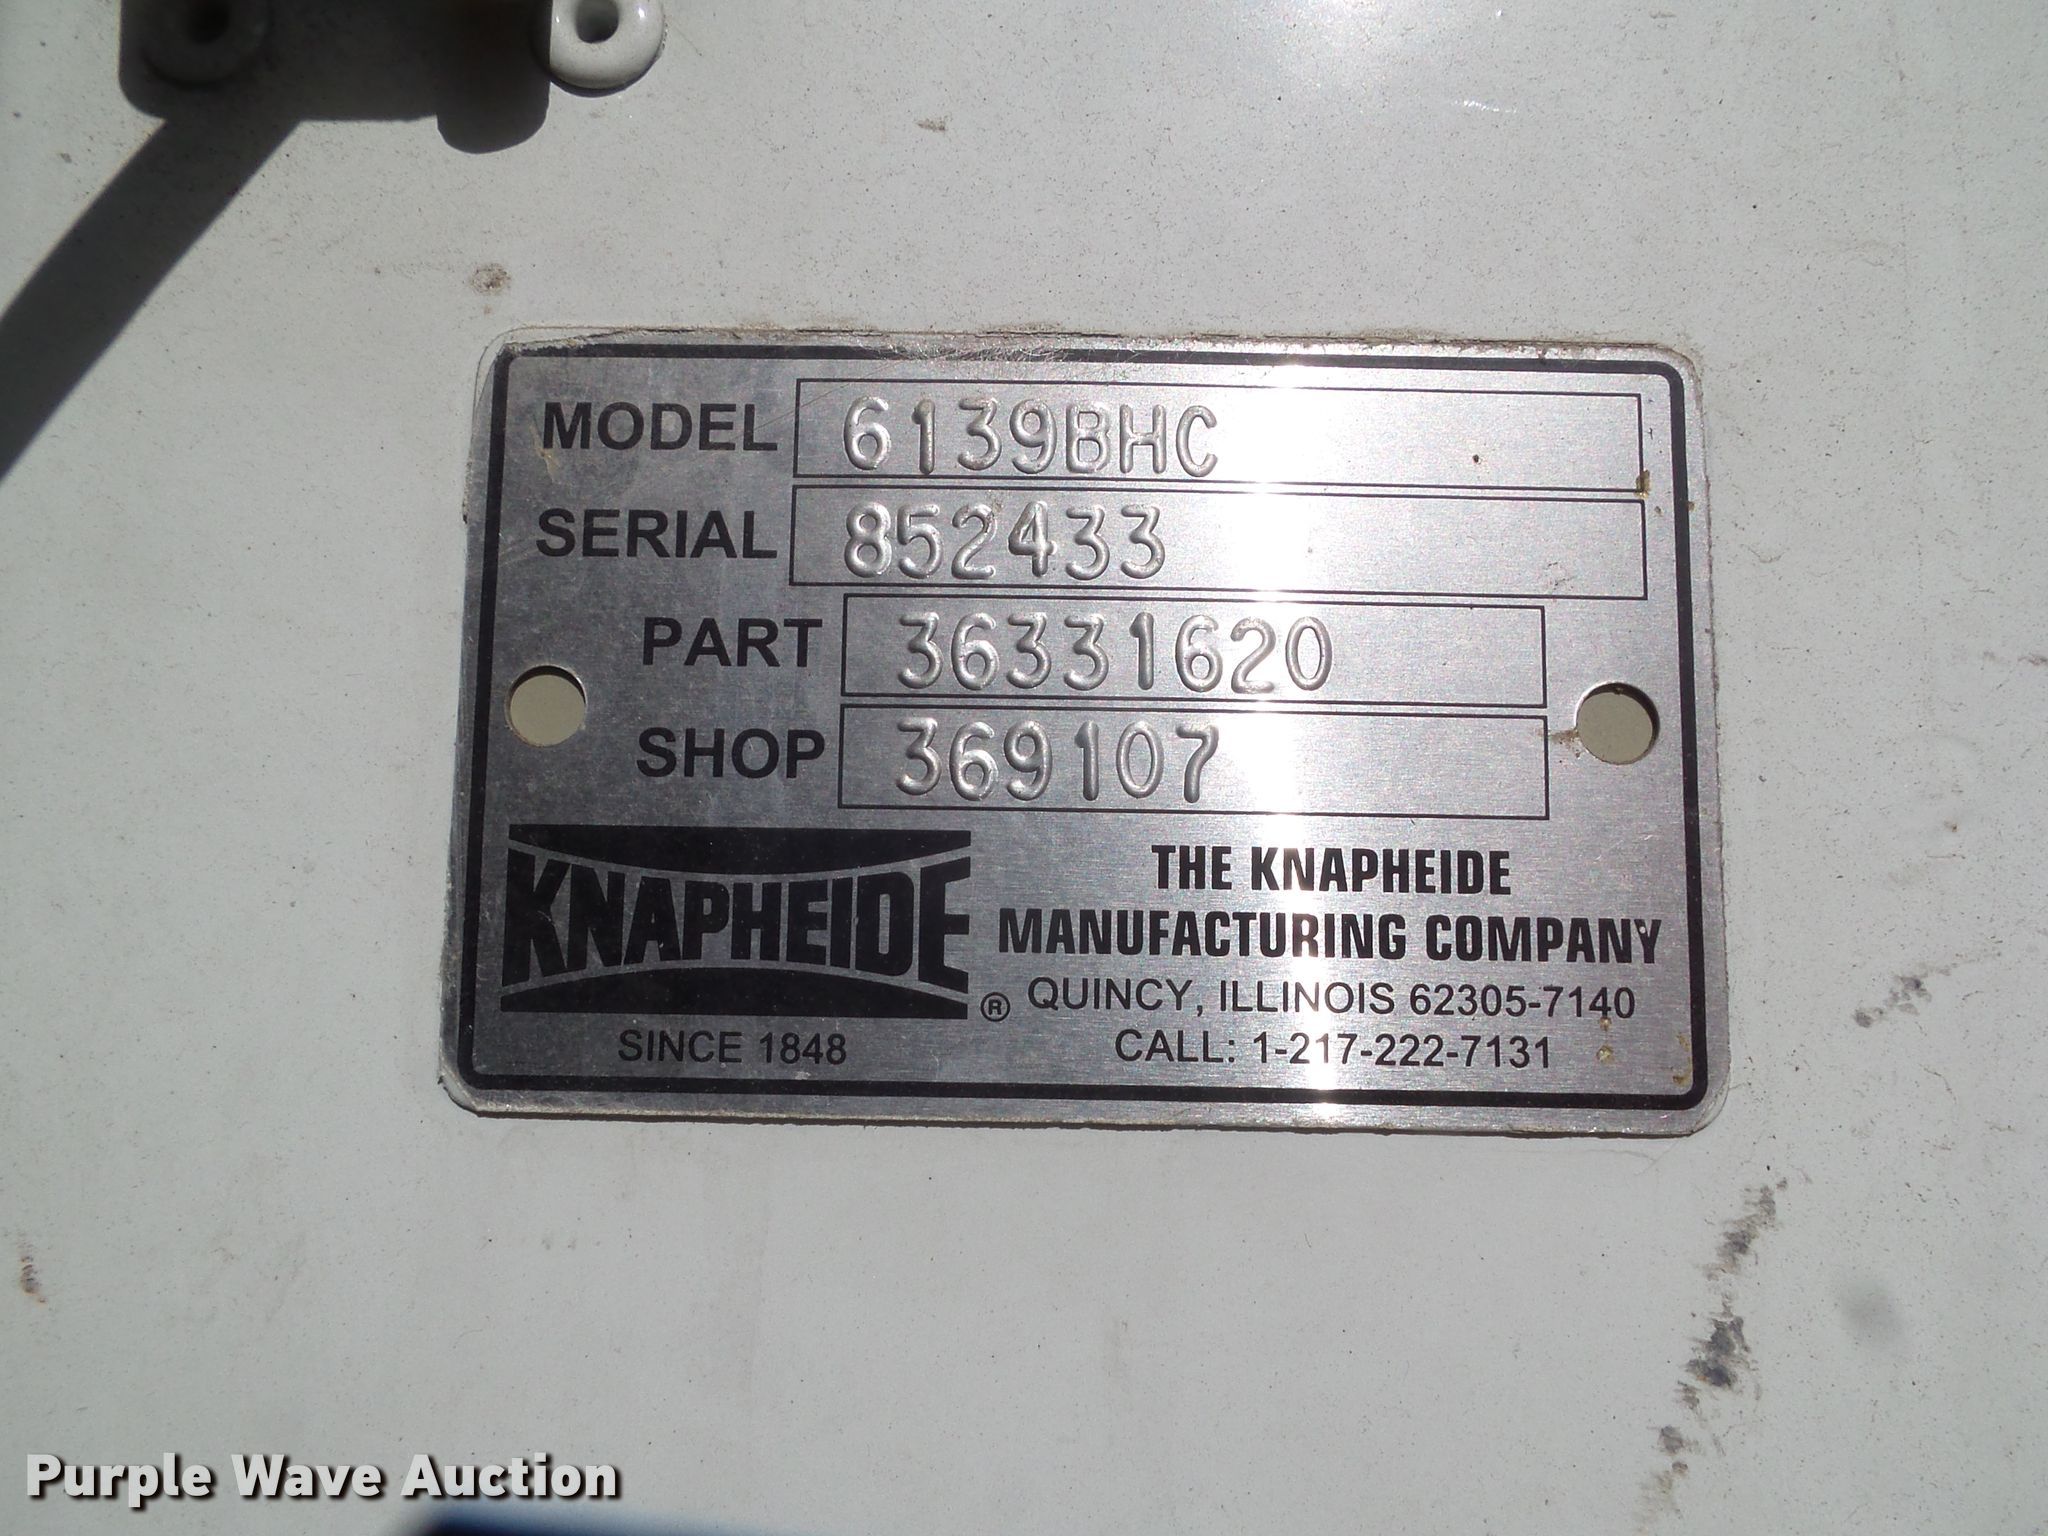 MODEL 6139BHC
SERIAL 852433
PART 36331620
SHOP 369107
KNAPHEIDE ®
SINCE 1848
THE KNAPHEIDE
MANUFACTURING COMPANY
QUINCY, ILLINOIS 62305-7140
CALL: 1-217-222-7131
Purple Wave Auction